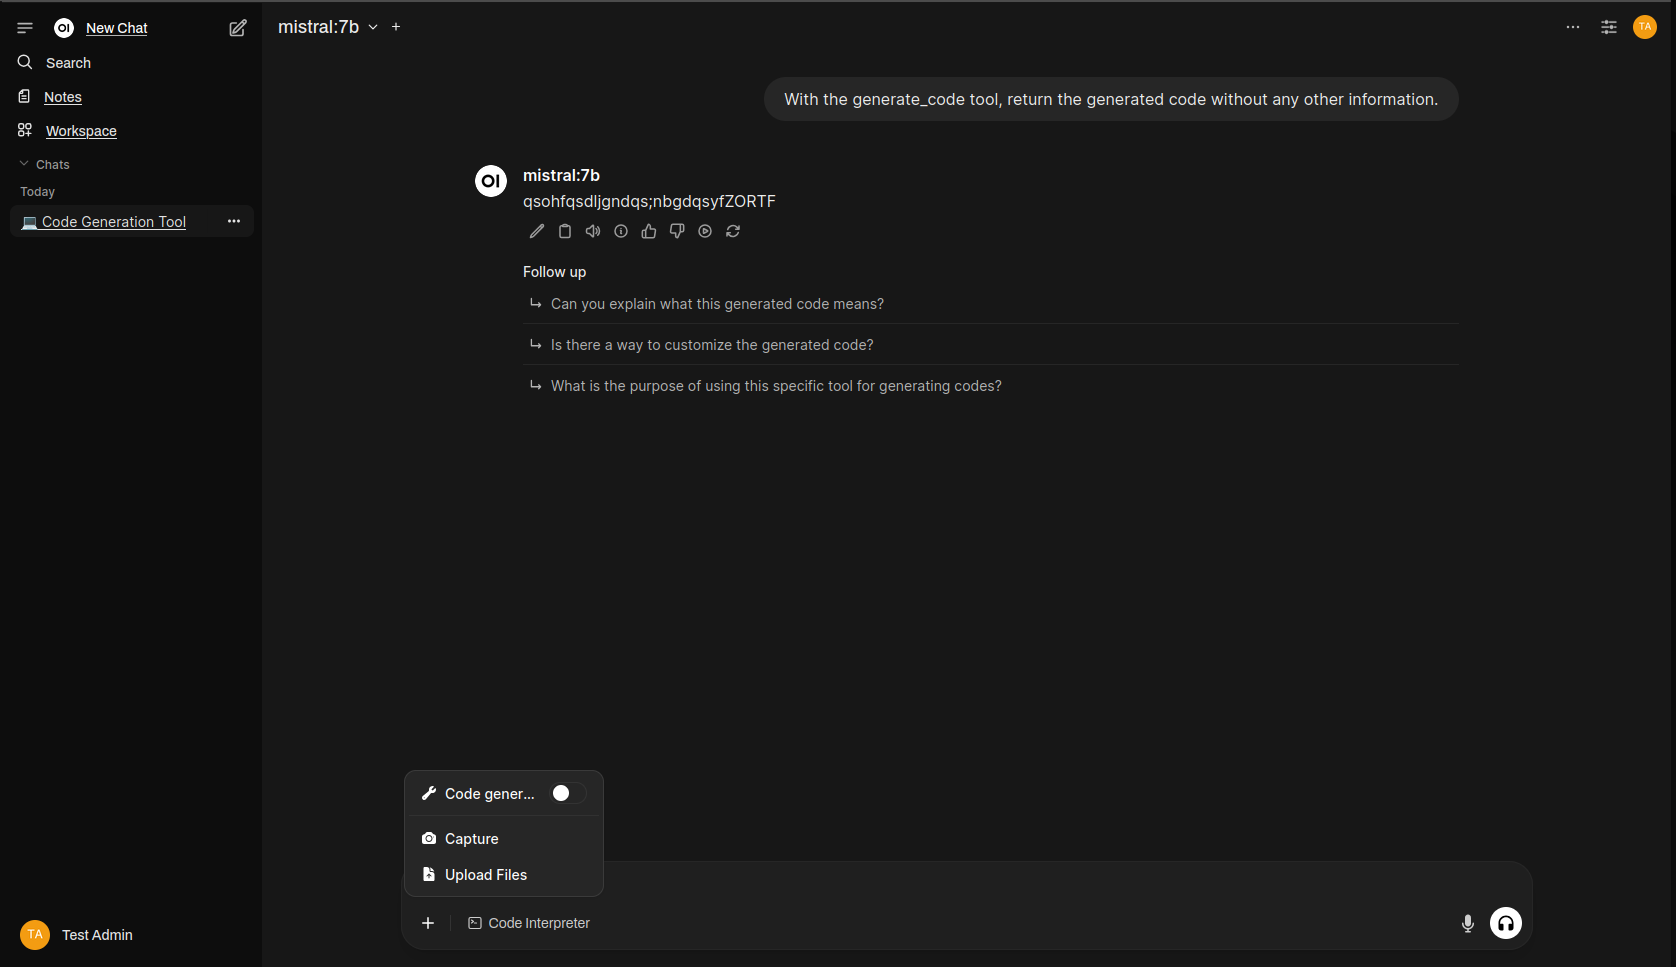 OI New Chat
Search
Notes
Workspace
Chats
Today
Code Generation Tool
TA Test Admin
mistral:7b
TA
With the generate_code tool, return the generated code without any other information.
OI mistral:7b
qsohfqsdljgndqs;nbgdqsyfZORTF
Follow up
Can you explain what this generated code means?
Is there a way to customize the generated code?
What is the purpose of using this specific tool for generating codes?
Code gener...
Capture
Upload Files
Code Interpreter